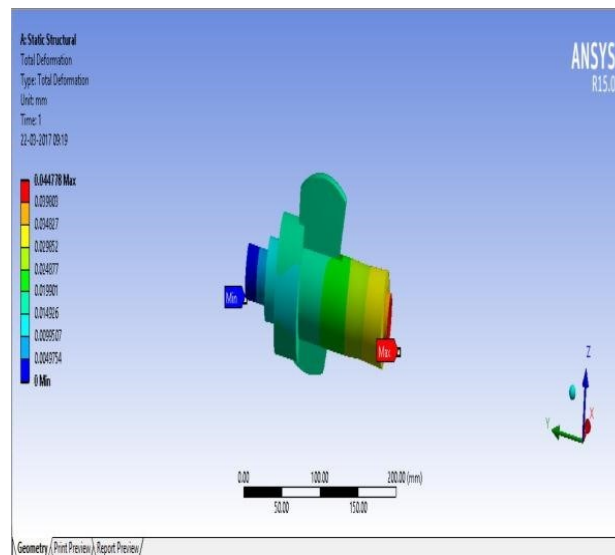 A: Static Structural
Total Deformation
Type: Total Deformation
Unit: mm
Time: 1
22-03-2017 09:19
ANSYS
R15.0
0.044778 Max
0.039803
0.034827
0.029852
0.024877
0.019901
0.014926
0.0099507
0.0049754
0 Min
Min
Max
Z
Y
X
0.00 100.00 200.00 (mm)
50.00 150.00
Geometry Print Preview Report Preview